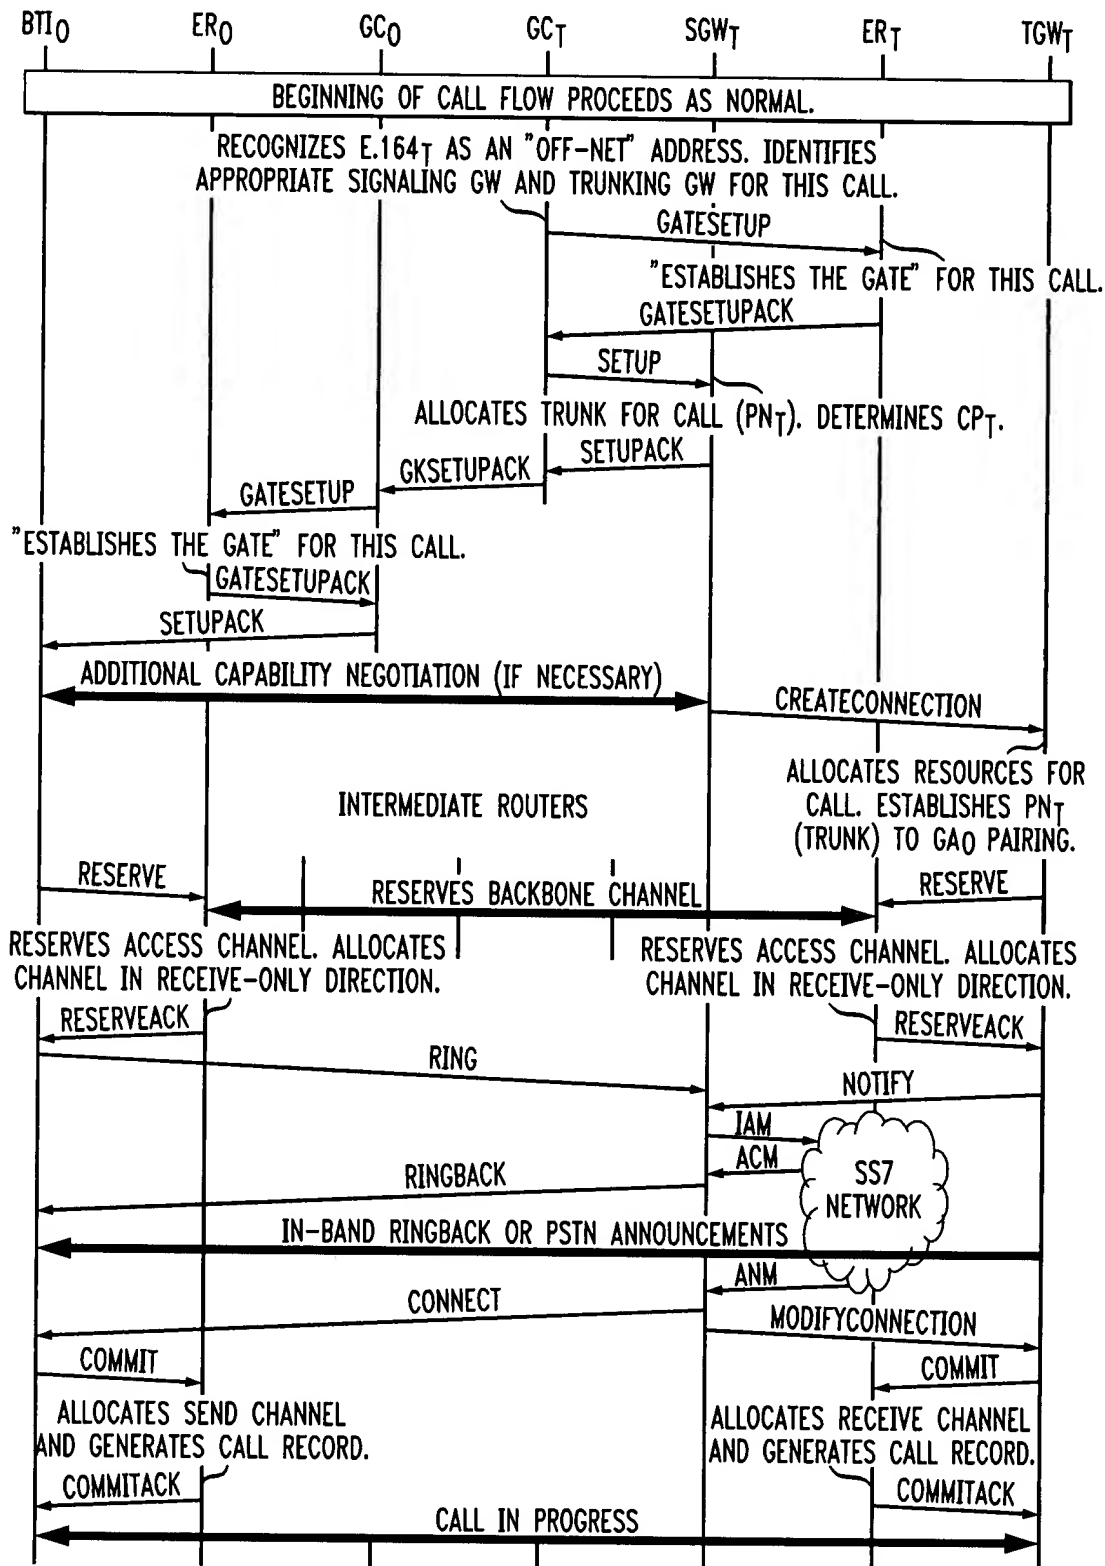 BTIO ERO GCO GCT SGWT ERT TGWT
BEGINNING OF CALL FLOW PROCEEDS AS NORMAL.
RECOGNIZES E.164T AS AN "OFF-NET" ADDRESS. IDENTIFIES
APPROPRIATE SIGNALING GW AND TRUNKING GW FOR THIS CALL.
GATESETUP
"ESTABLISHES THE GATE" FOR THIS CALL.
GATESETUPACK
SETUP
ALLOCATES TRUNK FOR CALL (PNT). DETERMINES CPT.
SETUPACK
GKSETUPACK
GATESETUP
"ESTABLISHES THE GATE" FOR THIS CALL.
GATESETUPACK
SETUPACK
ADDITIONAL CAPABILITY NEGOTIATION (IF NECESSARY)
CREATECONNECTION
ALLOCATES RESOURCES FOR
CALL. ESTABLISHES PNT
(TRUNK) TO GAO PAIRING.
INTERMEDIATE ROUTERS
RESERVE
RESERVES BACKBONE CHANNEL
RESERVE
RESERVES ACCESS CHANNEL. ALLOCATES
CHANNEL IN RECEIVE-ONLY DIRECTION.
RESERVES ACCESS CHANNEL. ALLOCATES
CHANNEL IN RECEIVE-ONLY DIRECTION.
RESERVEACK
RESERVEACK
RING
NOTIFY
IAM
ACM
SS7
NETWORK
RINGBACK
IN-BAND RINGBACK OR PSTN ANNOUNCEMENTS
ANM
CONNECT
MODIFYCONNECTION
COMMIT
COMMIT
ALLOCATES SEND CHANNEL
AND GENERATES CALL RECORD.
ALLOCATES RECEIVE CHANNEL
AND GENERATES CALL RECORD.
COMMITACK
COMMITACK
CALL IN PROGRESS